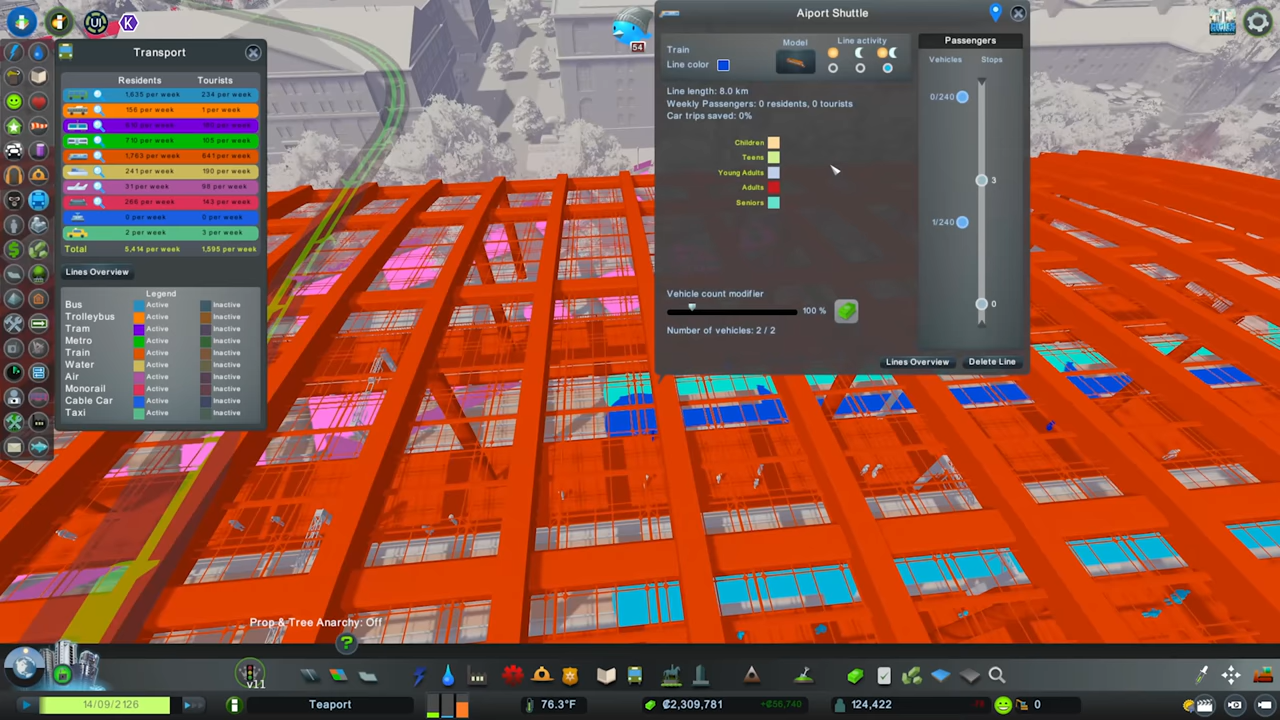 54
Transport
Residents Tourists
1,635 per week 234 per week
156 per week 1 per week
710 per week 105 per week
1,763 per week 641 per week
241 per week 190 per week
31 per week 98 per week
266 per week 143 per week
0 per week 0 per week
2 per week 3 per week
Total 5,414 per week 1,595 per week
Lines Overview
Legend
Bus Active Inactive
Trolleybus Active Inactive
Tram Active Inactive
Metro Active Inactive
Train Active Inactive
Water Active Inactive
Air Active Inactive
Monorail Active Inactive
Cable Car Active Inactive
Taxi Active Inactive
Aiport Shuttle
Train
Line color
Model
Line activity
Line length: 8.0 km
Weekly Passengers: 0 residents, 0 tourists
Car trips saved: 0%
Children
Teens
Young Adults
Adults
Seniors
Vehicle count modifier
100 %
Number of vehicles: 2 / 2
Passengers
Vehicles Stops
0/240
3
1/240
0
Lines Overview Delete Line
Prop & Tree Anarchy: Off
?
v11
14/09/2126
Teaport
76.3°F
₡2,309,781
+₡56,740
124,422
0